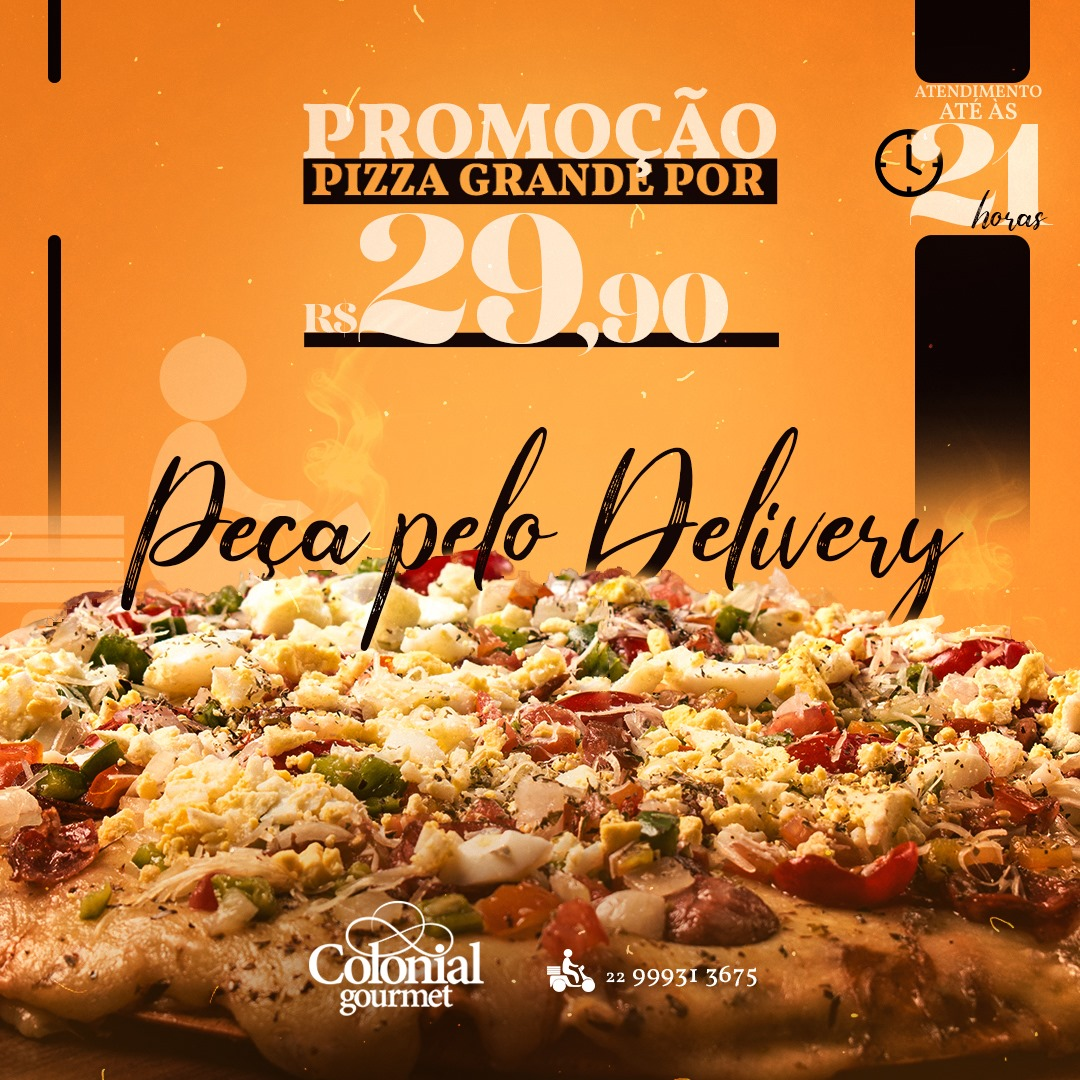 PROMOÇÃO
PIZZA GRANDE POR
R$29,90
ATENDIMENTO
ATÉ ÀS
21
horas
Peça pelo Delivery
Colonial
gourmet
22 99931 3675